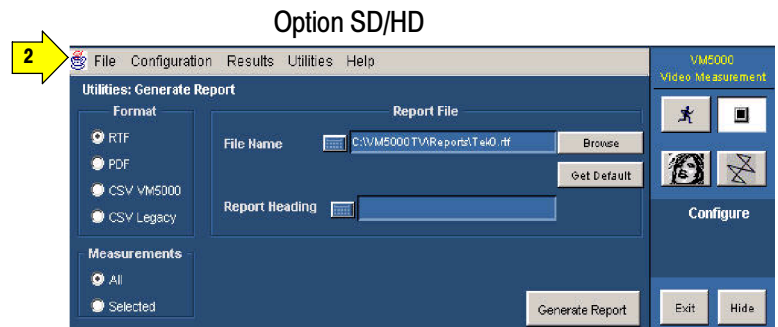 Option SD/HD
2
File Configuration Results Utilities Help
VM5000
Video Measurement
Utilities: Generate Report
Format
RTF
PDF
CSV VM5000
CSV Legacy
Report File
File Name C:\VM5000TV\Reports\Tek0.rtf Browse
Get Default
Report Heading
Measurements
All
Selected
Generate Report
Configure
Exit Hide